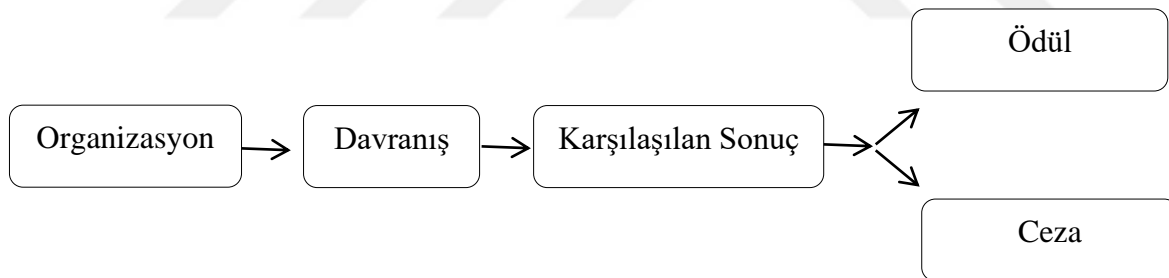 Organizasyon
Davranış
Karşılaşılan Sonuç
Ödül
Ceza